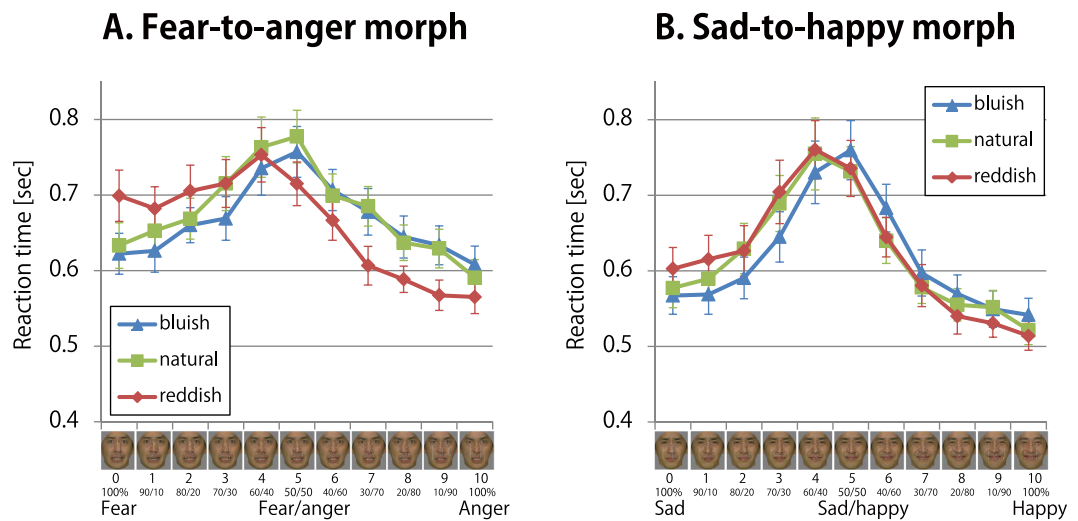 A. Fear-to-anger morph
Reaction time [sec]
0.8
0.7
0.6
0.5
0.4
bluish
natural
reddish
0 1 2 3 4 5 6 7 8 9 10
100% 90/10 80/20 70/30 60/40 50/50 40/60 30/70 20/80 10/90 100%
Fear Fear/anger Anger
B. Sad-to-happy morph
Reaction time [sec]
0.8
0.7
0.6
0.5
0.4
bluish
natural
reddish
0 1 2 3 4 5 6 7 8 9 10
100% 90/10 80/20 70/30 60/40 50/50 40/60 30/70 20/80 10/90 100%
Sad Sad/happy Happy